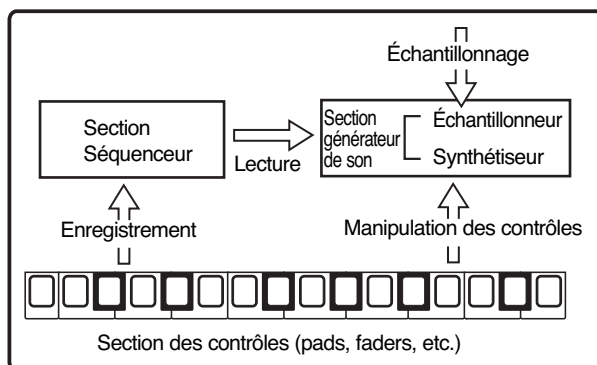 Échantillonnage
Section
Séquenceur
Lecture
Section
générateur
de son
Échantillonneur
Synthétiseur
Enregistrement
Manipulation des contrôles
Section des contrôles (pads, faders, etc.)